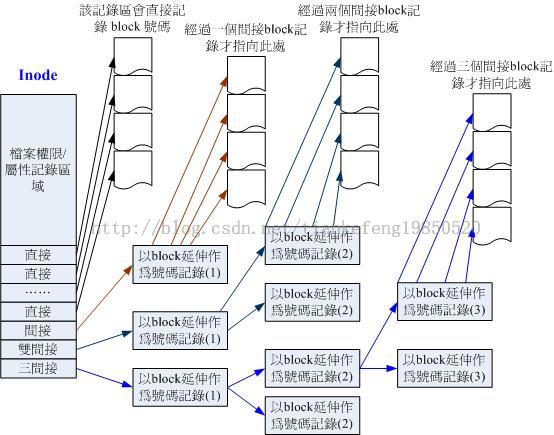 該記錄區會直接記
錄 block 號碼
經過一個間接block記
錄才指向此處
經過兩個間接block記
錄才指向此處
經過三個間接block記
錄才指向此處
Inode
檔案權限/
屬性記錄區
域
直接
直接
......
直接
間接
雙間接
三間接
以block延伸作
為號碼記錄(1)
以block延伸作
為號碼記錄(2)
以block延伸作
為號碼記錄(1)
以block延伸作
為號碼記錄(2)
以block延伸作
為號碼記錄(3)
以block延伸作
為號碼記錄(1)
以block延伸作
為號碼記錄(2)
以block延伸作
為號碼記錄(3)
以block延伸作
為號碼記錄(2)
http://blog.csdn.net/tiankefeng19850520